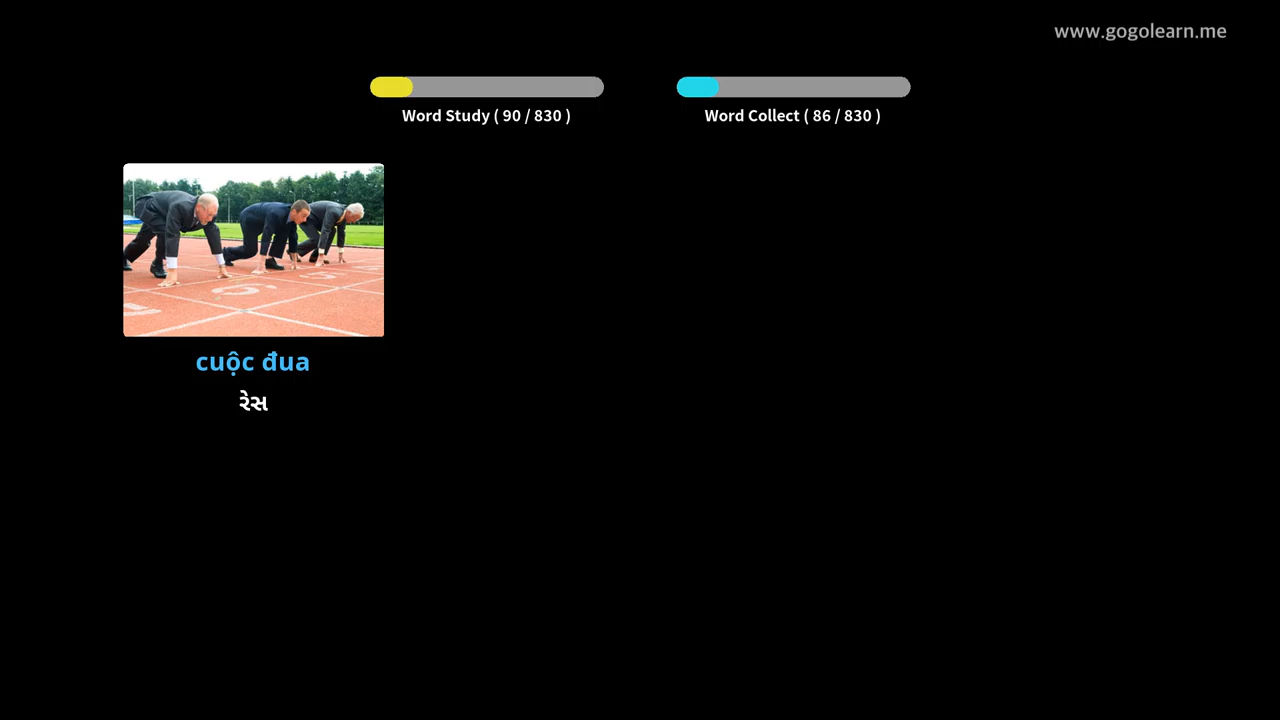 www.gogolearn.me
Word Study ( 90 / 830 )
Word Collect ( 86 / 830 )
cuộc đua
રેસ